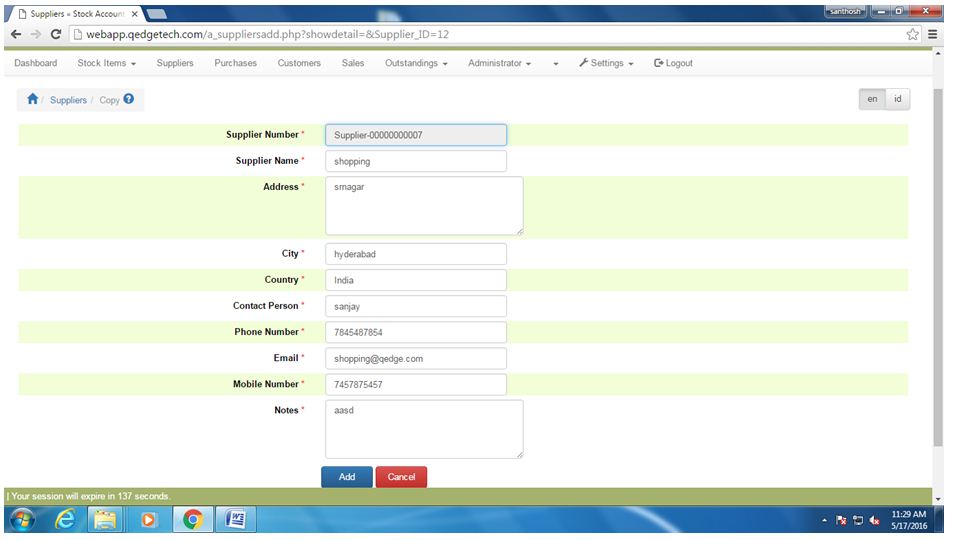 Suppliers « Stock Account
santhosh
webapp.qedgetech.com/a_suppliersadd.php?showdetail=&Supplier_ID=12
Dashboard Stock Items Suppliers Purchases Customers Sales Outstandings Administrator Settings Logout
/ Suppliers / Copy ? en id
Supplier Number * Supplier-00000000007
Supplier Name * shopping
Address * srnagar
City * hyderabad
Country * India
Contact Person * sanjay
Phone Number * 7845487854
Email * shopping@qedge.com
Mobile Number * 7457875457
Notes * aasd
Add Cancel
| Your session will expire in 137 seconds.
11:29 AM
5/17/2016